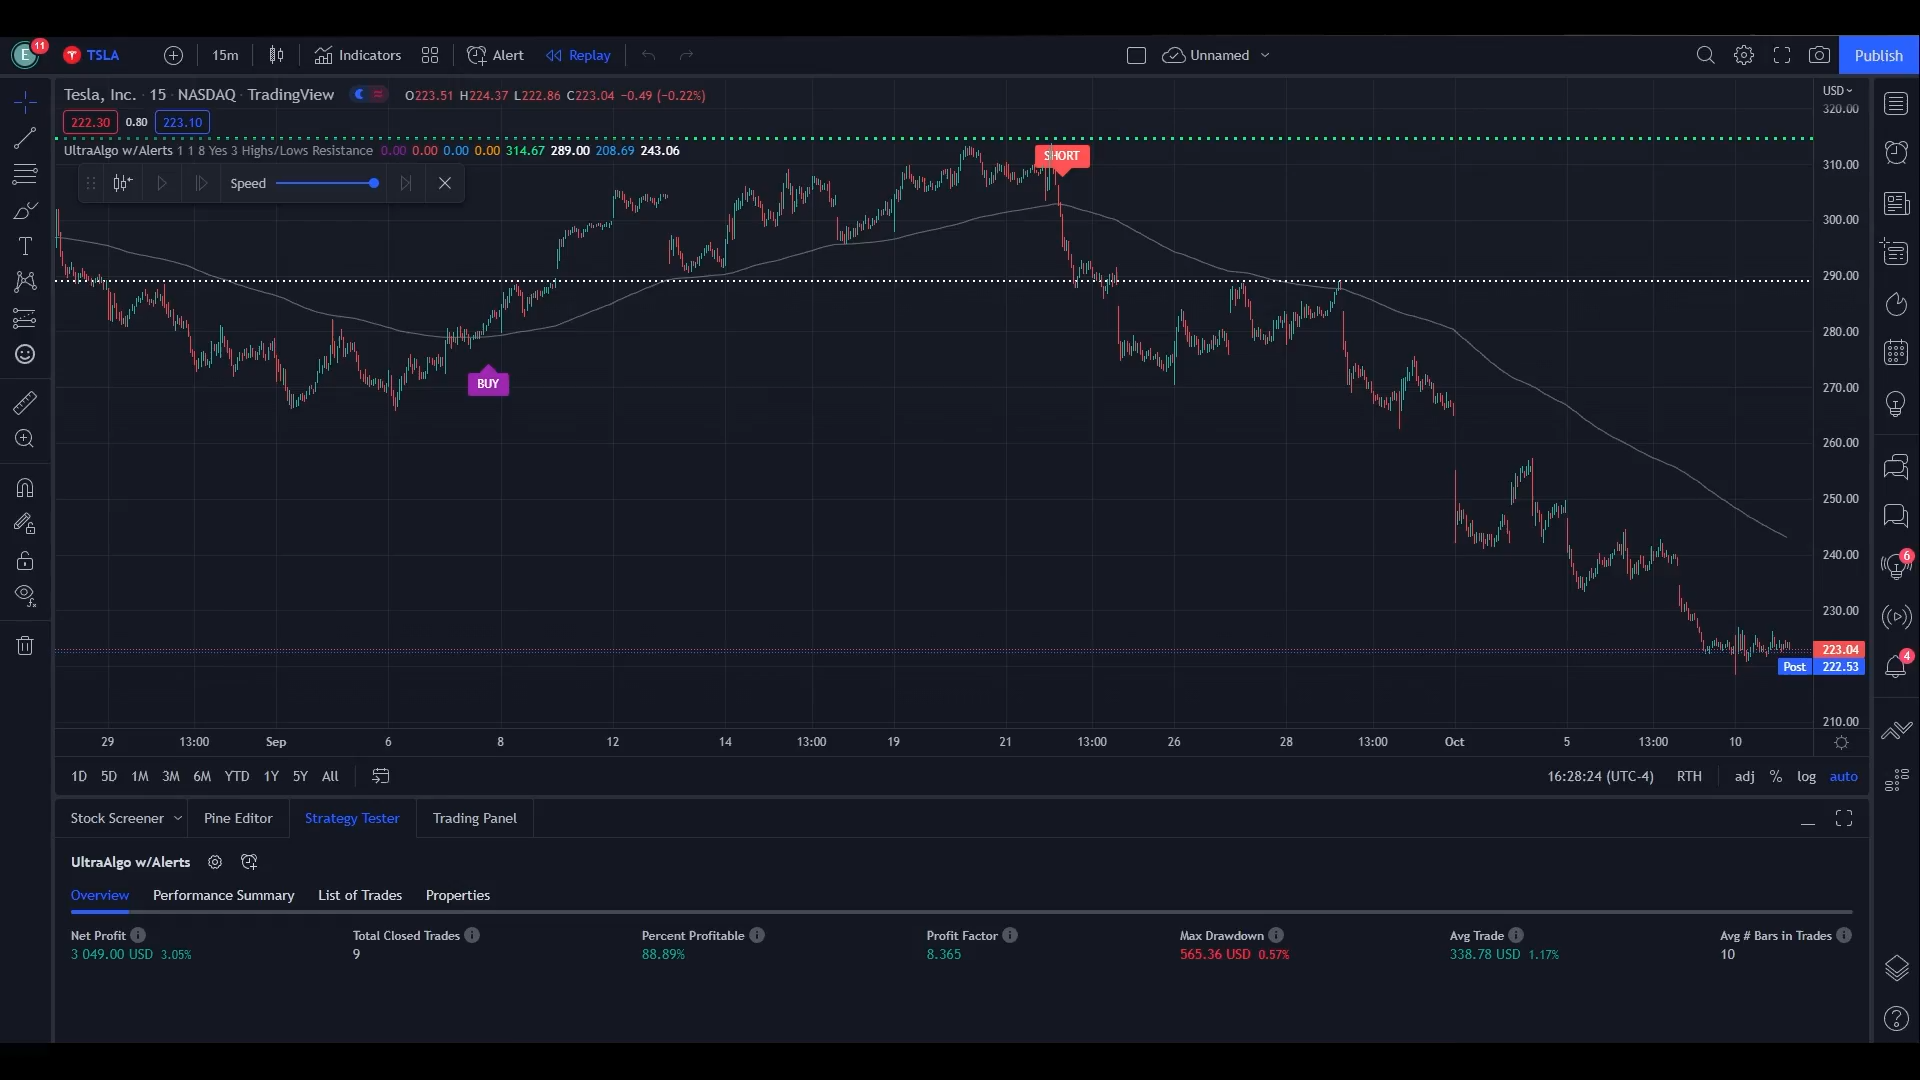 E 11 TSLA 15m Indicators Alert Replay Unnamed Publish
Tesla, Inc. · 15 · NASDAQ · TradingView O223.51 H224.37 L222.86 C223.04 −0.49 (−0.22%)
USD
320.00
222.30 0.80 223.10
UltraAlgo w/Alerts 1 1 8 Yes 3 Highs/Lows Resistance 0.00 0.00 0.00 0.00 314.67 289.00 208.69 243.06
SHORT
310.00
Speed
300.00
290.00
280.00
BUY
270.00
260.00
250.00
240.00
6
230.00
223.04
4
Post 222.53
210.00
29 13:00 Sep 6 8 12 14 13:00 19 21 13:00 26 28 13:00 Oct 5 13:00 10
1D 5D 1M 3M 6M YTD 1Y 5Y All 16:28:24 (UTC-4) RTH adj % log auto
Stock Screener Pine Editor Strategy Tester Trading Panel
UltraAlgo w/Alerts
Overview Performance Summary List of Trades Properties
Net Profit Total Closed Trades Percent Profitable Profit Factor Max Drawdown Avg Trade Avg # Bars in Trades
3 049.00 USD 3.05% 9 88.89% 8.365 565.36 USD 0.57% 338.78 USD 1.17% 10